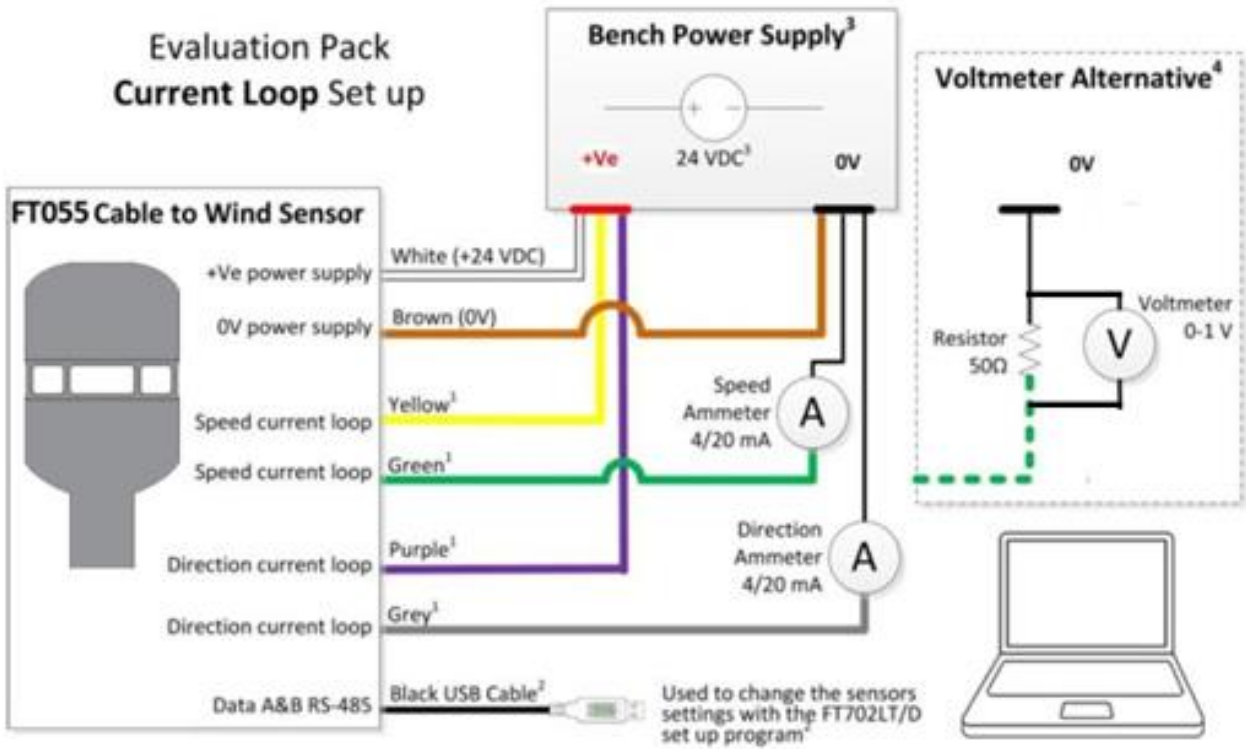 Evaluation Pack
Current Loop Set up
Bench Power Supply³
+ −
+Ve
24 VDC³
0V
Voltmeter Alternative⁴
0V
Voltmeter
0-1 V
V
Resistor
50Ω
FT055 Cable to Wind Sensor
+Ve power supply
White (+24 VDC)
0V power supply
Brown (0V)
Speed current loop
Yellow¹
Speed current loop
Green¹
Speed
Ammeter
4/20 mA
A
Direction current loop
Purple¹
Direction
Ammeter
4/20 mA
A
Direction current loop
Grey¹
Data A&B RS-485
Black USB Cable²
Used to change the sensors
settings with the FT702LT/D
set up program²